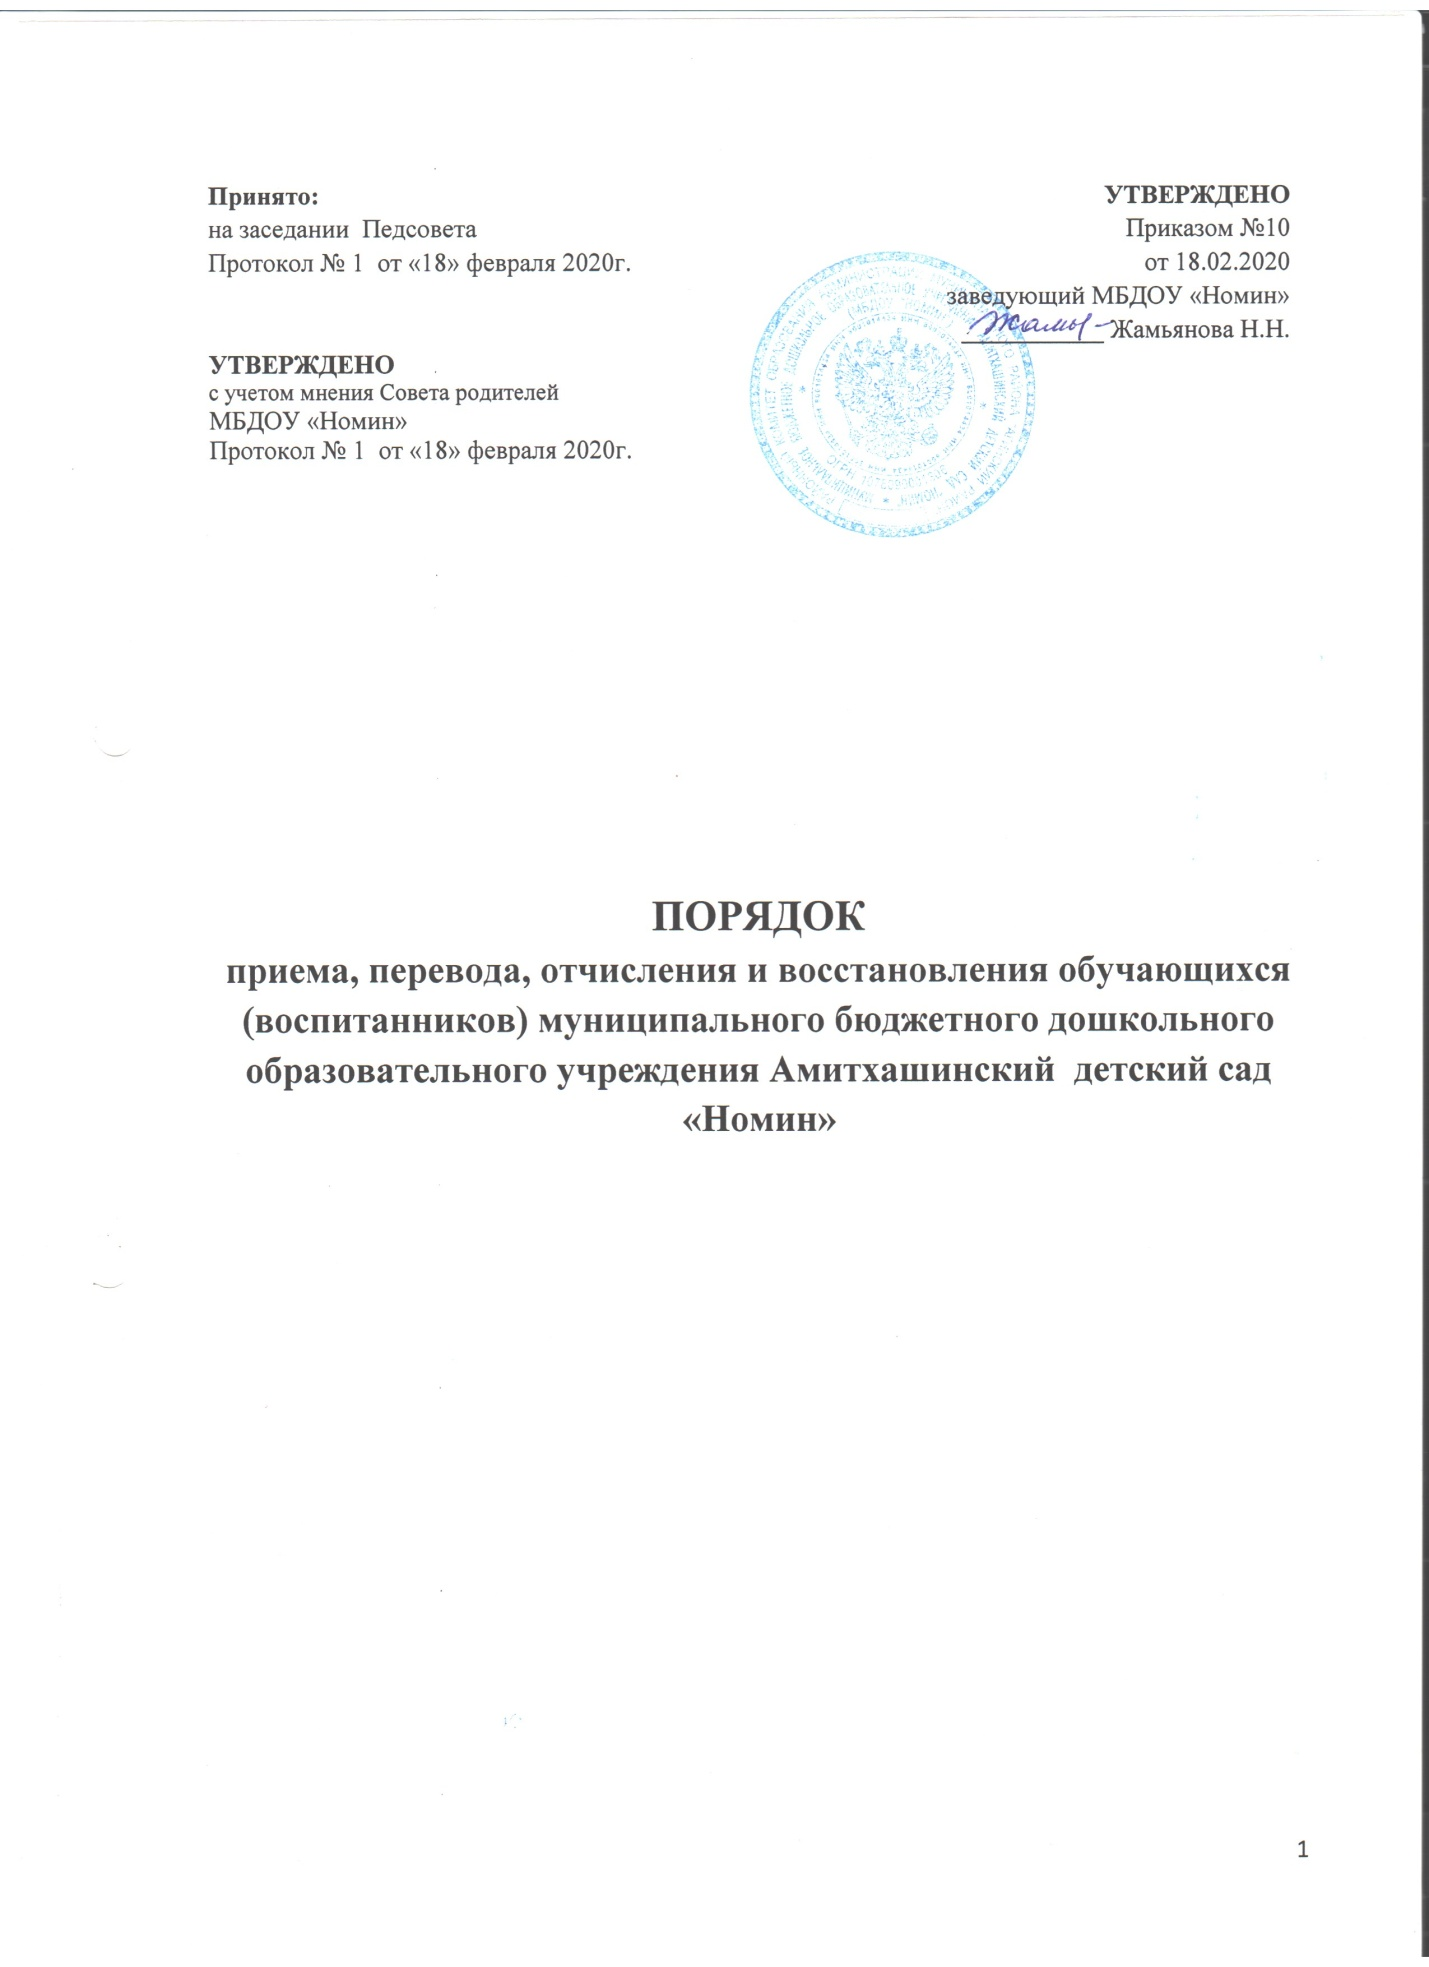 Принято:
на заседании  Педсовета
Протокол № 1  от «18» февраля 2020г.
УТВЕРЖДЕНО
с учетом мнения Совета родителей
МБДОУ «Номин»
Протокол № 1  от «18» февраля 2020г.
УТВЕРЖДЕНО
Приказом №10
от 18.02.2020
заведующий МБДОУ «Номин»
Жамьянова Н.Н.
ПОРЯДОК
приема, перевода, отчисления и восстановления обучающихся
(воспитанников) муниципального бюджетного дошкольного
образовательного учреждения Амитхашинский  детский сад
«Номин»
1